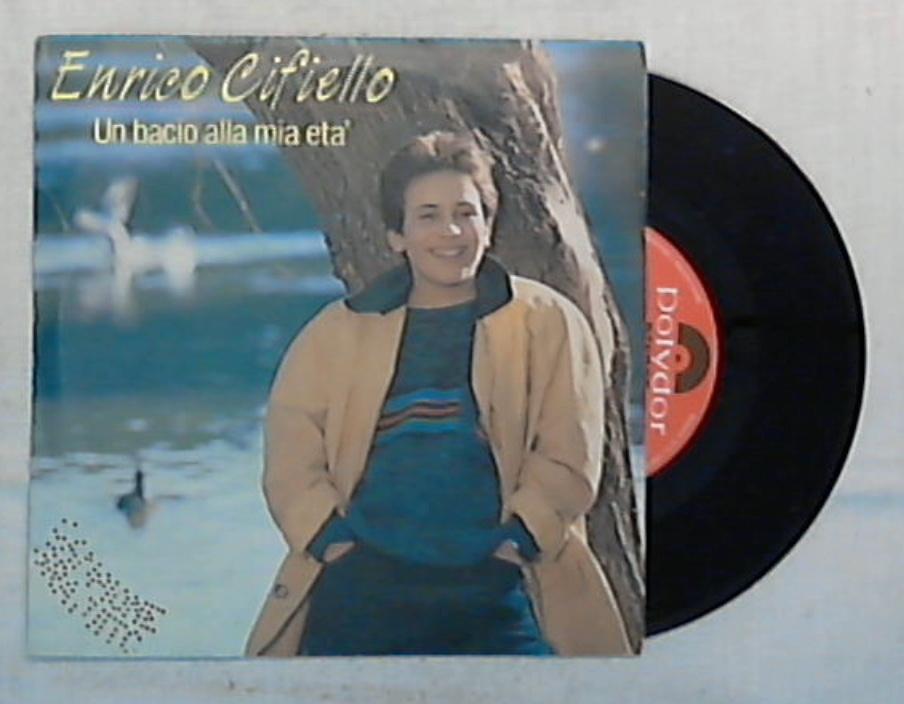 Enrico Cifiello
Un bacio alla mia eta'
Polydor